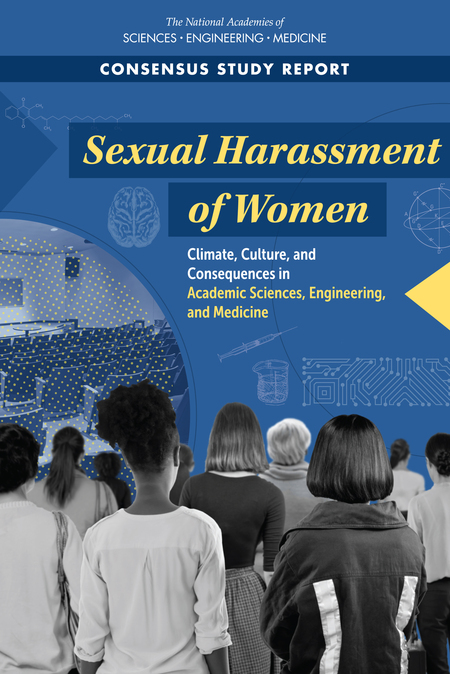 The National Academies of
SCIENCES • ENGINEERING • MEDICINE
CONSENSUS STUDY REPORT
Sexual Harassment
of Women
Climate, Culture, and
Consequences in
Academic Sciences, Engineering,
and Medicine